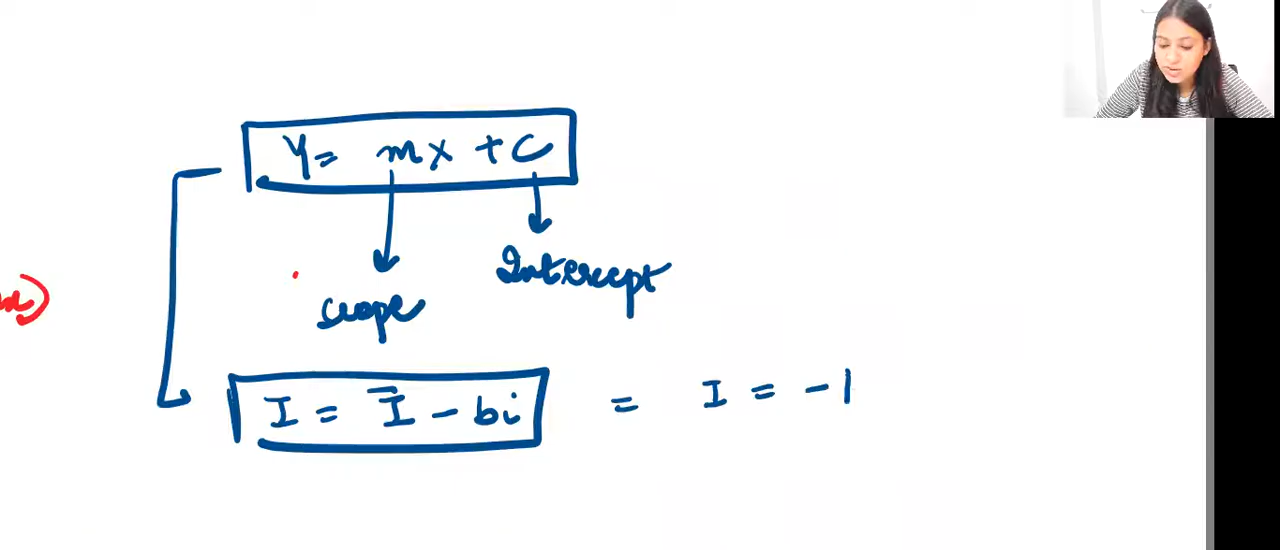 Y = mx + C
Intercept
slope
I = Ī - bi = I = -1